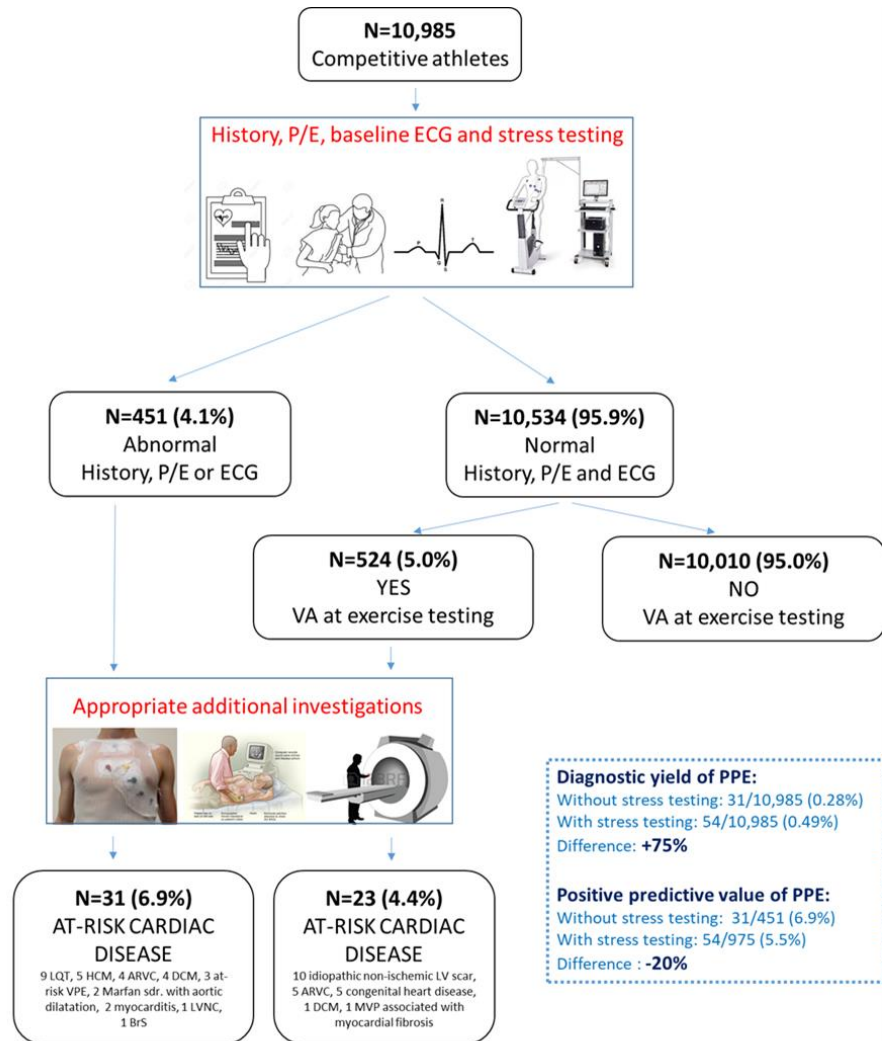 N=10,985
Competitive athletes
History, P/E, baseline ECG and stress testing
R
P
T
Q
S
N=451 (4.1%)
Abnormal
History, P/E or ECG
N=10,534 (95.9%)
Normal
History, P/E and ECG
N=524 (5.0%)
YES
VA at exercise testing
N=10,010 (95.0%)
NO
VA at exercise testing
Appropriate additional investigations
N=31 (6.9%)
AT-RISK CARDIAC
DISEASE
9 LQT, 5 HCM, 4 ARVC, 4 DCM, 3 at-
risk VPE, 2 Marfan sdr. with aortic
dilatation, 2 myocarditis, 1 LVNC,
1 BrS
N=23 (4.4%)
AT-RISK CARDIAC
DISEASE
10 idiopathic non-ischemic LV scar,
5 ARVC, 5 congenital heart disease,
1 DCM, 1 MVP associated with
myocardial fibrosis
Diagnostic yield of PPE:
Without stress testing: 31/10,985 (0.28%)
With stress testing: 54/10,985 (0.49%)
Difference: +75%
Positive predictive value of PPE:
Without stress testing: 31/451 (6.9%)
With stress testing: 54/975 (5.5%)
Difference : -20%